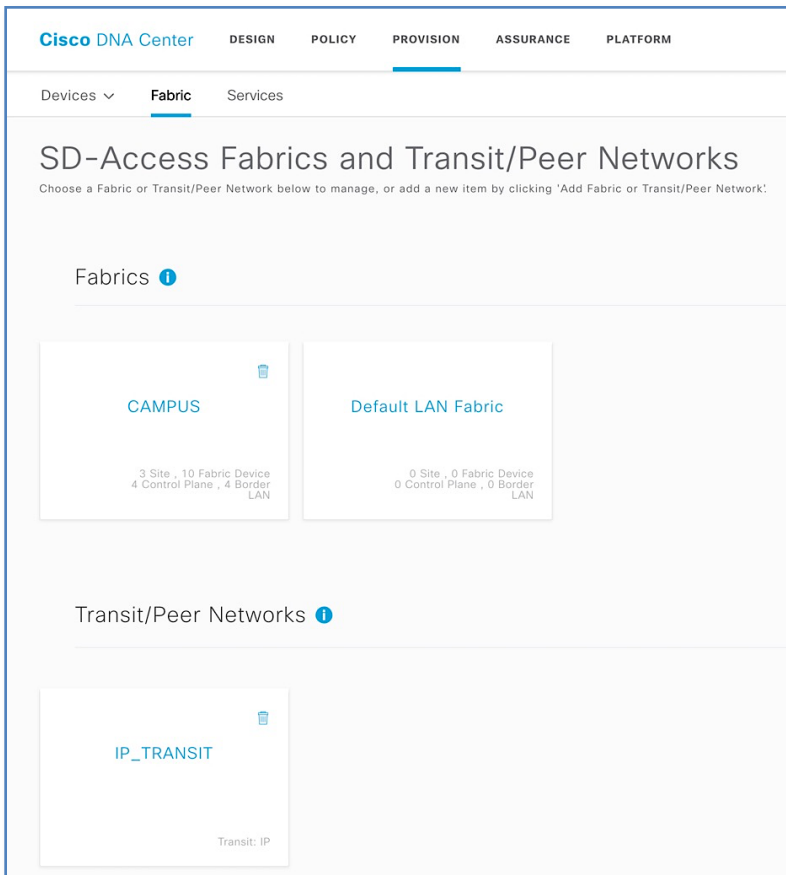 Cisco DNA Center DESIGN POLICY PROVISION ASSURANCE PLATFORM
Devices Fabric Services
SD-Access Fabrics and Transit/Peer Networks
Choose a Fabric or Transit/Peer Network below to manage, or add a new item by clicking 'Add Fabric or Transit/Peer Network'.
Fabrics i
CAMPUS
3 Site , 10 Fabric Device
4 Control Plane , 4 Border
LAN
Default LAN Fabric
0 Site , 0 Fabric Device
0 Control Plane , 0 Border
LAN
Transit/Peer Networks i
IP_TRANSIT
Transit: IP